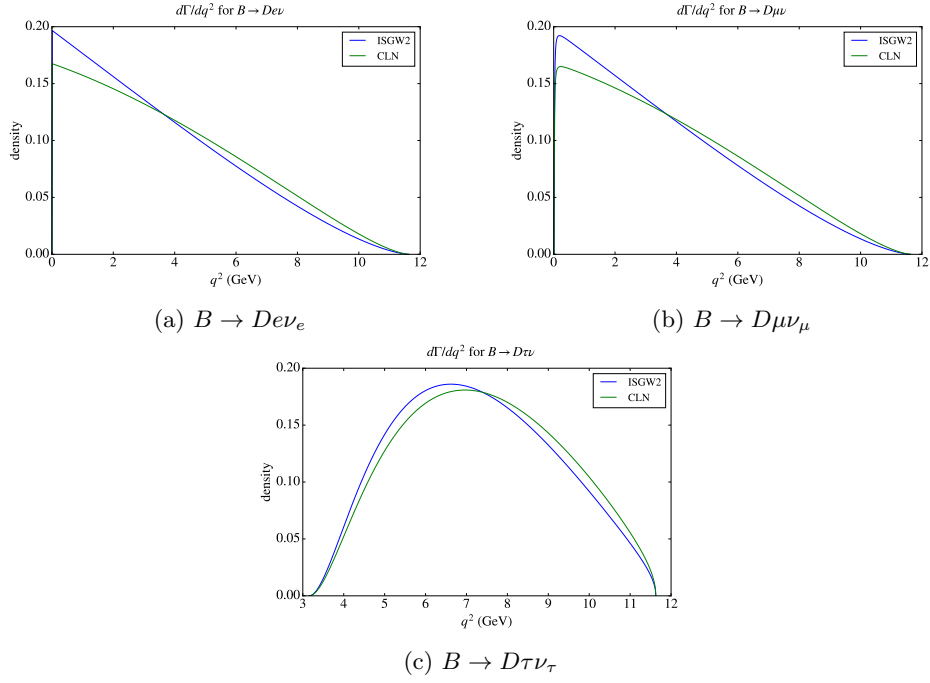 dΓ/dq² for B → Deν
0.20
0.15
0.10
0.05
0.00
density
ISGW2
CLN
0 2 4 6 8 10 12
q² (GeV)
(a) B → Deνₑ
dΓ/dq² for B → Dμν
0.20
0.15
0.10
0.05
0.00
density
ISGW2
CLN
0 2 4 6 8 10 12
q² (GeV)
(b) B → Dμν_μ
dΓ/dq² for B → Dτν
0.20
0.15
0.10
0.05
0.00
density
ISGW2
CLN
3 4 5 6 7 8 9 10 11 12
q² (GeV)
(c) B → Dτν_τ